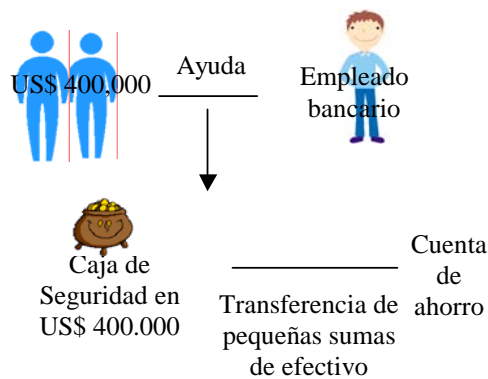 US$ 400,000
Ayuda
Empleado
bancario
Caja de
Seguridad en
US$ 400.000
Transferencia de
pequeñas sumas
de efectivo
Cuenta
de
ahorro